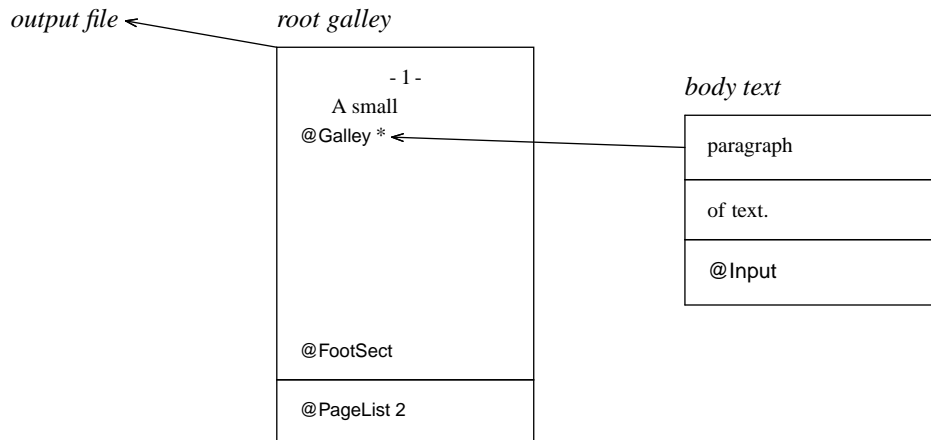 output file
root galley
- 1 -
A small
@Galley *
@FootSect
@PageList 2
body text
paragraph
of text.
@Input